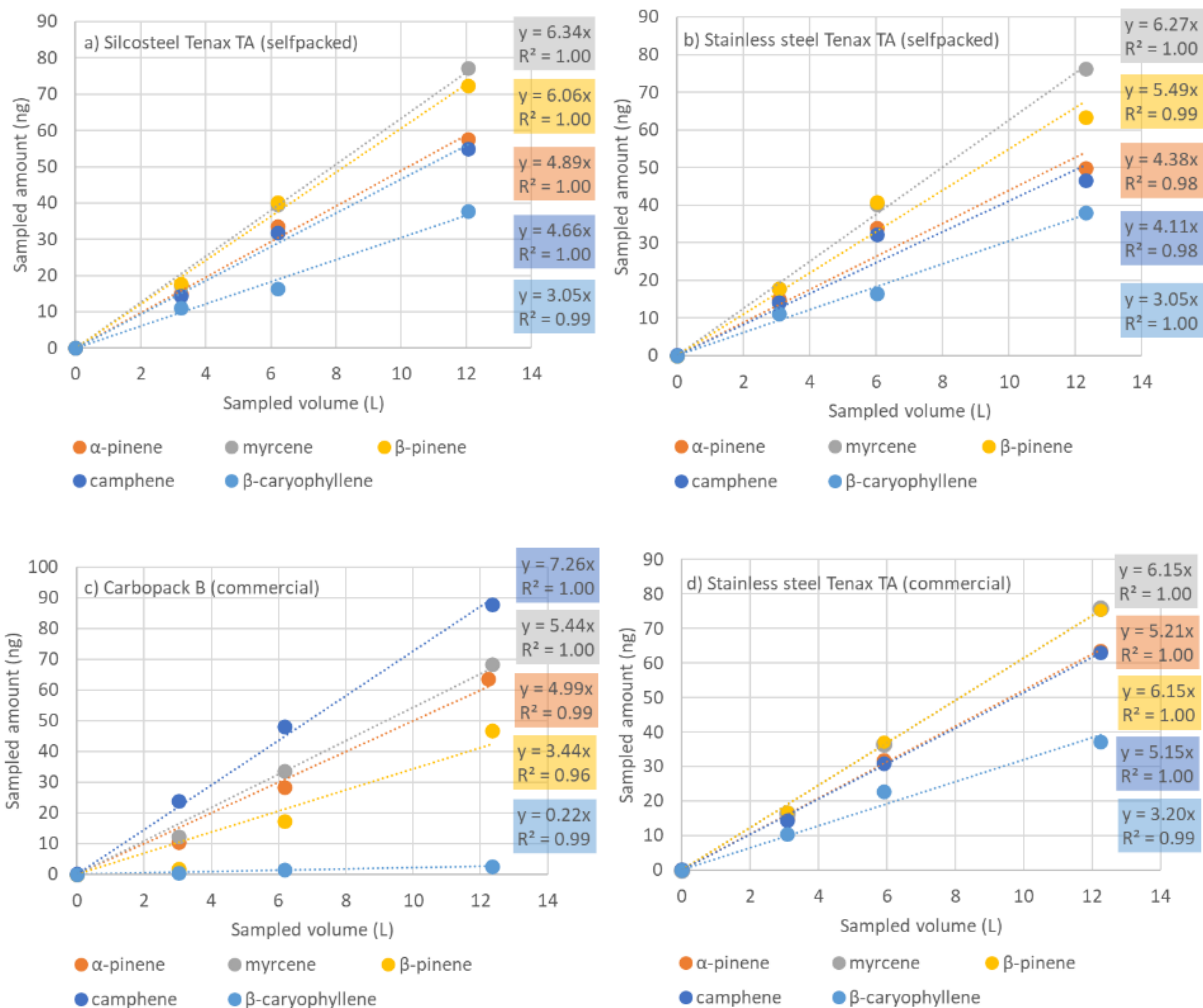 a) Silcosteel Tenax TA (selfpacked)
Sampled amount (ng)
90
80
70
60
50
40
30
20
10
0
0 2 4 6 8 10 12 14
Sampled volume (L)
y = 6.34x
R² = 1.00
y = 6.06x
R² = 1.00
y = 4.89x
R² = 1.00
y = 4.66x
R² = 1.00
y = 3.05x
R² = 0.99
α-pinene myrcene β-pinene
camphene β-caryophyllene
b) Stainless steel Tenax TA (selfpacked)
Sampled amount (ng)
90
80
70
60
50
40
30
20
10
0
0 2 4 6 8 10 12 14
Sampled volume (L)
y = 6.27x
R² = 1.00
y = 5.49x
R² = 0.99
y = 4.38x
R² = 0.98
y = 4.11x
R² = 0.98
y = 3.05x
R² = 1.00
α-pinene myrcene β-pinene
camphene β-caryophyllene
c) Carbopack B (commercial)
Sampled amount (ng)
100
90
80
70
60
50
40
30
20
10
0
0 2 4 6 8 10 12 14
Sampled volume (L)
y = 7.26x
R² = 1.00
y = 5.44x
R² = 1.00
y = 4.99x
R² = 0.99
y = 3.44x
R² = 0.96
y = 0.22x
R² = 0.99
α-pinene myrcene β-pinene
camphene β-caryophyllene
d) Stainless steel Tenax TA (commercial)
Sampled amount (ng)
90
80
70
60
50
40
30
20
10
0
0 2 4 6 8 10 12 14
Sampled volume (L)
y = 6.15x
R² = 1.00
y = 5.21x
R² = 1.00
y = 6.15x
R² = 1.00
y = 5.15x
R² = 1.00
y = 3.20x
R² = 0.99
α-pinene myrcene β-pinene
camphene β-caryophyllene